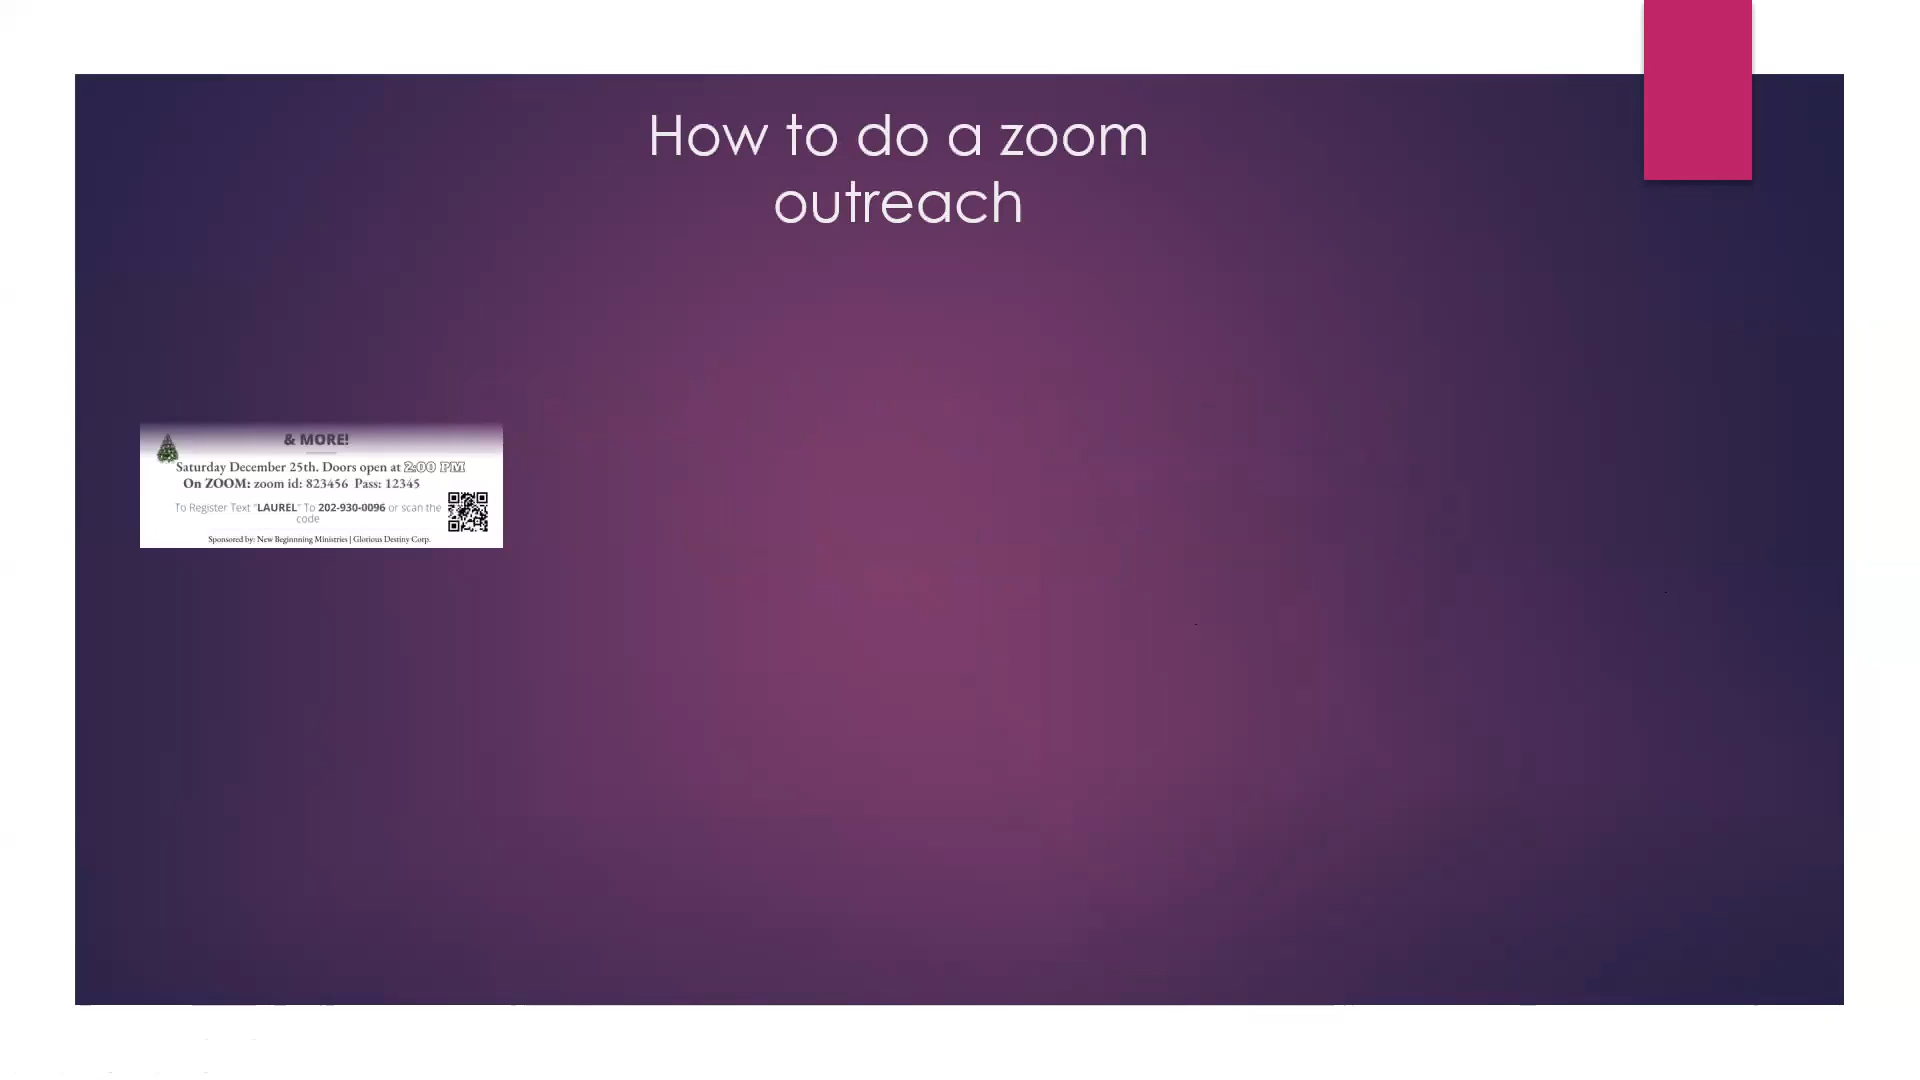 How to do a zoom
outreach
& MORE!
Saturday December 25th. Doors open at 2:00 PM
On ZOOM: zoom id: 823456 Pass: 12345
To Register Text "LAUREL" To 202-930-0096 or scan the
code
Sponsored by: New Beginnning Ministries | Glorious Destiny Corp.